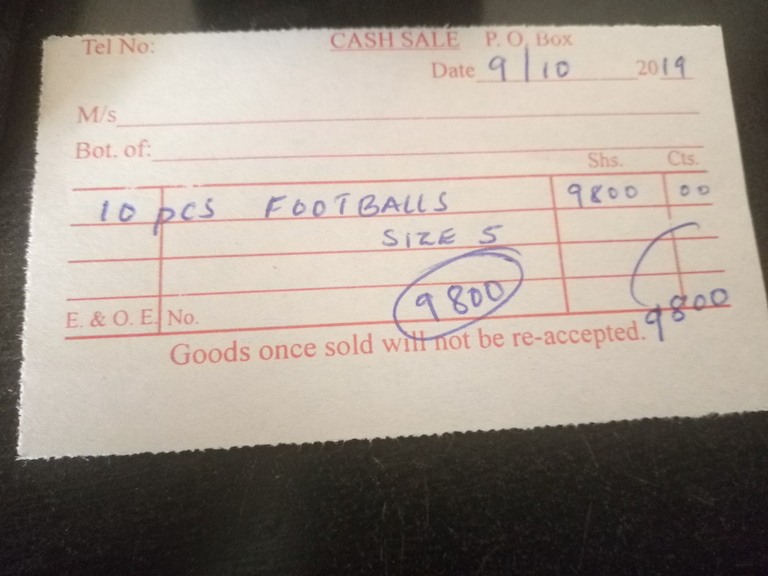 Tel No: CASH SALE P. O. Box
Date 9/10 2019
M/s
Bot. of:
Shs. Cts.
10 pcs FOOTBALLS 9800 00
SIZE 5
9800
E. & O. E. No. 9800
Goods once sold will not be re-accepted.